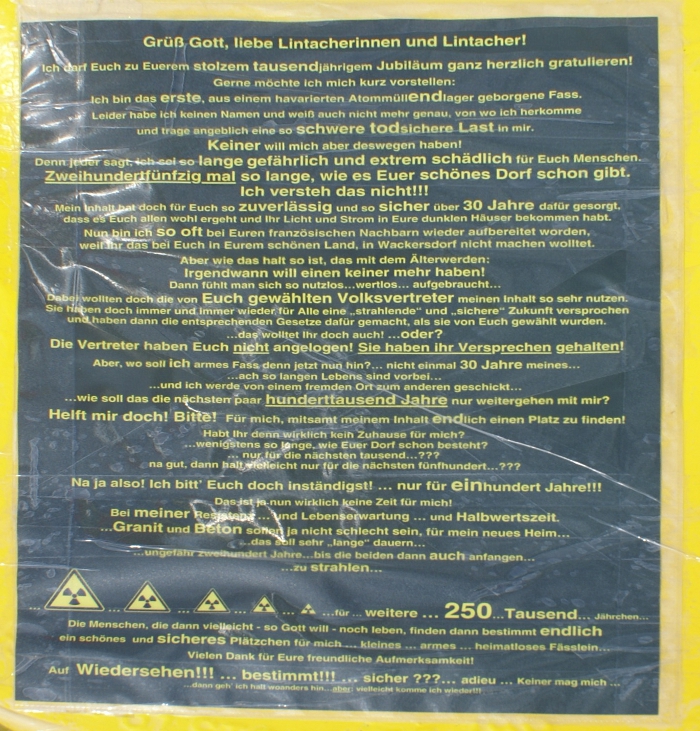 Grüß Gott, liebe Lintacherinnen und Lintacher!
Ich darf Euch zu Euerem stolzem tausendjährigem Jubiläum ganz herzlich gratulieren!
Gerne möchte ich mich kurz vorstellen:
Ich bin das erste, aus einem havarierten Atommüllendlager geborgene Fass.
Leider habe ich keinen Namen und weiß auch nicht mehr genau, von wo ich herkomme
und trage angeblich eine so schwere todsichere Last in mir.
Keiner will mich aber deswegen haben!
Denn jeder sagt, ich sei so lange gefährlich und extrem schädlich für Euch Menschen.
Zweihundertfünfzig mal so lange, wie es Euer schönes Dorf schon gibt.
Ich versteh das nicht!!!
Mein Inhalt hat doch für Euch so zuverlässig und so sicher über 30 Jahre dafür gesorgt,
dass es Euch allen wohl ergeht und Ihr Licht und Strom in Eure dunklen Häuser bekommen habt.
Nun bin ich so oft bei Euren französischen Nachbarn wieder aufbereitet worden,
weil Ihr das bei Euch in Eurem schönen Land, in Wackersdorf nicht machen wolltet.
Aber wie das halt so ist, das mit dem Älterwerden:
Irgendwann will einen keiner mehr haben!
Dann fühlt man sich so nutzlos...wertlos... aufgebraucht...
Dabei wollten doch die von Euch gewählten Volksvertreter meinen Inhalt so sehr nutzen.
Sie haben doch immer und immer wieder für Alle eine „strahlende“ und „sichere“ Zukunft versprochen
und haben dann die entsprechenden Gesetze dafür gemacht, als sie von Euch gewählt wurden.
...das wolltet Ihr doch auch! ...oder?
Die Vertreter haben Euch nicht angelogen! Sie haben ihr Versprechen gehalten!
Aber, wo soll ich armes Fass denn jetzt nun hin?... nicht einmal 30 Jahre meines...
...ach so langen Lebens sind vorbei...
...und ich werde von einem fremden Ort zum anderen geschickt...
...wie soll das die nächsten paar hunderttausend Jahre nur weitergehen mit mir?
Helft mir doch! Bitte! Für mich, mitsamt meinem Inhalt endlich einen Platz zu finden!
Habt Ihr denn wirklich kein Zuhause für mich?
...wenigstens so lange, wie Euer Dorf schon besteht?
... nur für die nächsten tausend...???
na gut, dann halt vielleicht nur für die nächsten fünfhundert...???
Na ja also! Ich bitt' Euch doch inständigst! ... nur für einhundert Jahre!!!
Das ist ja nun wirklich keine Zeit für mich!
Bei meiner Resistenz ... und Lebenserwartung ... und Halbwertszeit.
...Granit und Beton sollen ja nicht schlecht sein, für mein neues Heim...
...das soll sehr „lange“ dauern...
...ungefähr zweihundert Jahre...bis die beiden dann auch anfangen...
...zu strahlen...
... ... ... ... ... ...für ... weitere ... 250...Tausend... Jährchen...
Die Menschen, die dann vielleicht - so Gott will - noch leben, finden dann bestimmt endlich
ein schönes und sicheres Plätzchen für mich ... kleines ... armes ... heimatloses Fässlein...
Vielen Dank für Eure freundliche Aufmerksamkeit!
Auf Wiedersehen!!! ... bestimmt!!! ... sicher ???... adieu ... Keiner mag mich ...
...dann geh' ich halt woanders hin...aber: vielleicht komme ich wieder!!!